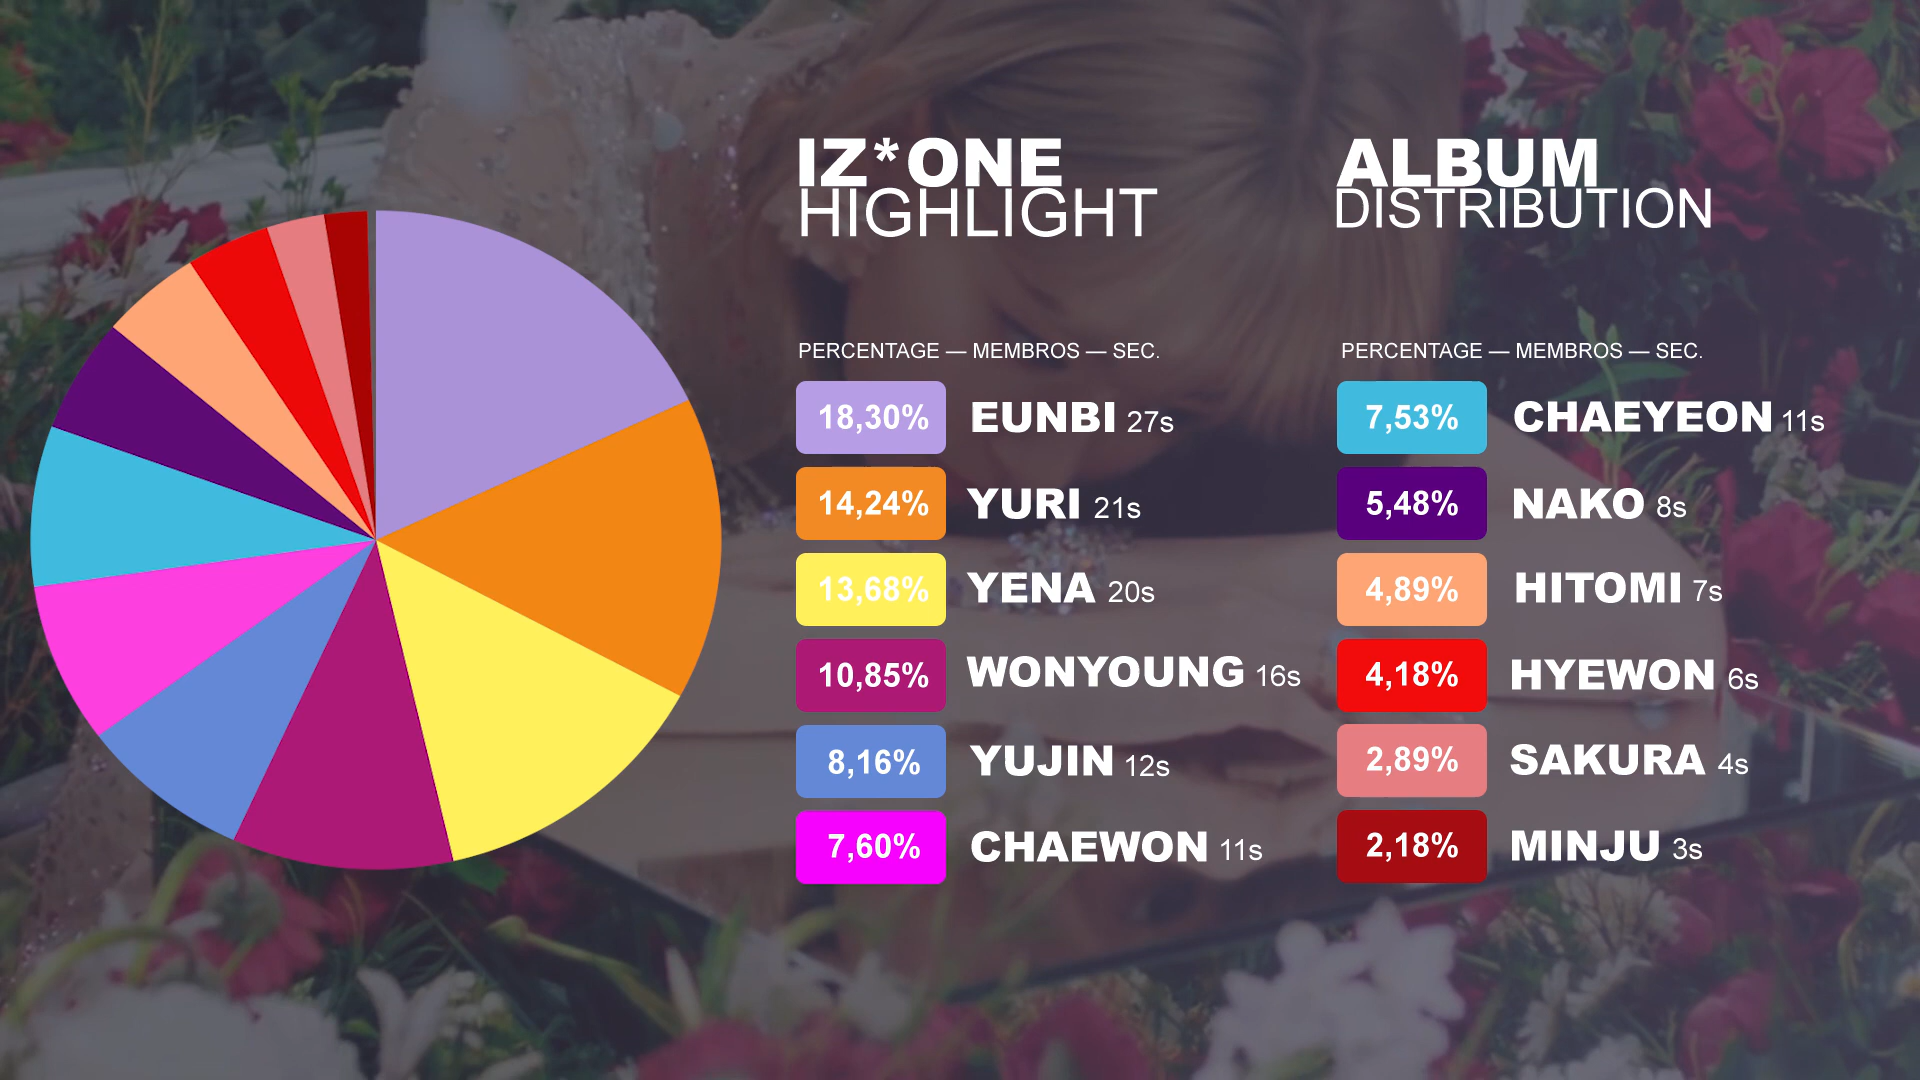 IZ*ONE
HIGHLIGHT
PERCENTAGE — MEMBROS — SEC.
18,30% EUNBI 27s
14,24% YURI 21s
13,68% YENA 20s
10,85% WONYOUNG 16s
8,16% YUJIN 12s
7,60% CHAEWON 11s
ALBUM
DISTRIBUTION
PERCENTAGE — MEMBROS — SEC.
7,53% CHAEYEON 11s
5,48% NAKO 8s
4,89% HITOMI 7s
4,18% HYEWON 6s
2,89% SAKURA 4s
2,18% MINJU 3s